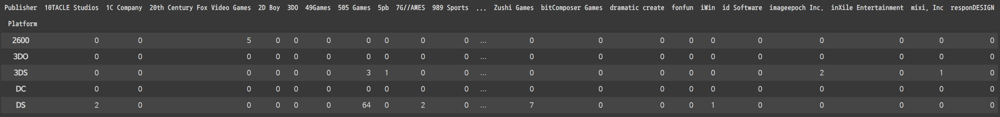 Publisher 10TACLE Studios 1C Company 20th Century Fox Video Games 2D Boy 3DO 49Games 505 Games 5pb 7G//AMES 989 Sports ... Zushi Games bitComposer Games dramatic create fonfun iWin id Software imageepoch Inc. inXile Entertainment mixi, Inc responDESIGN
Platform
2600 0 0 5 0 0 0 0 0 0 0 ... 0 0 0 0 0 0 0 0 0 0
3DO 0 0 0 0 0 0 0 0 0 0 ... 0 0 0 0 0 0 0 0 0 0
3DS 0 0 0 0 0 0 3 1 0 0 ... 0 0 0 0 0 0 2 0 1 0
DC 0 0 0 0 0 0 0 0 0 0 ... 0 0 0 0 0 0 0 0 0 0
DS 2 0 0 0 0 0 64 0 2 0 ... 7 0 0 0 1 0 0 0 0 0